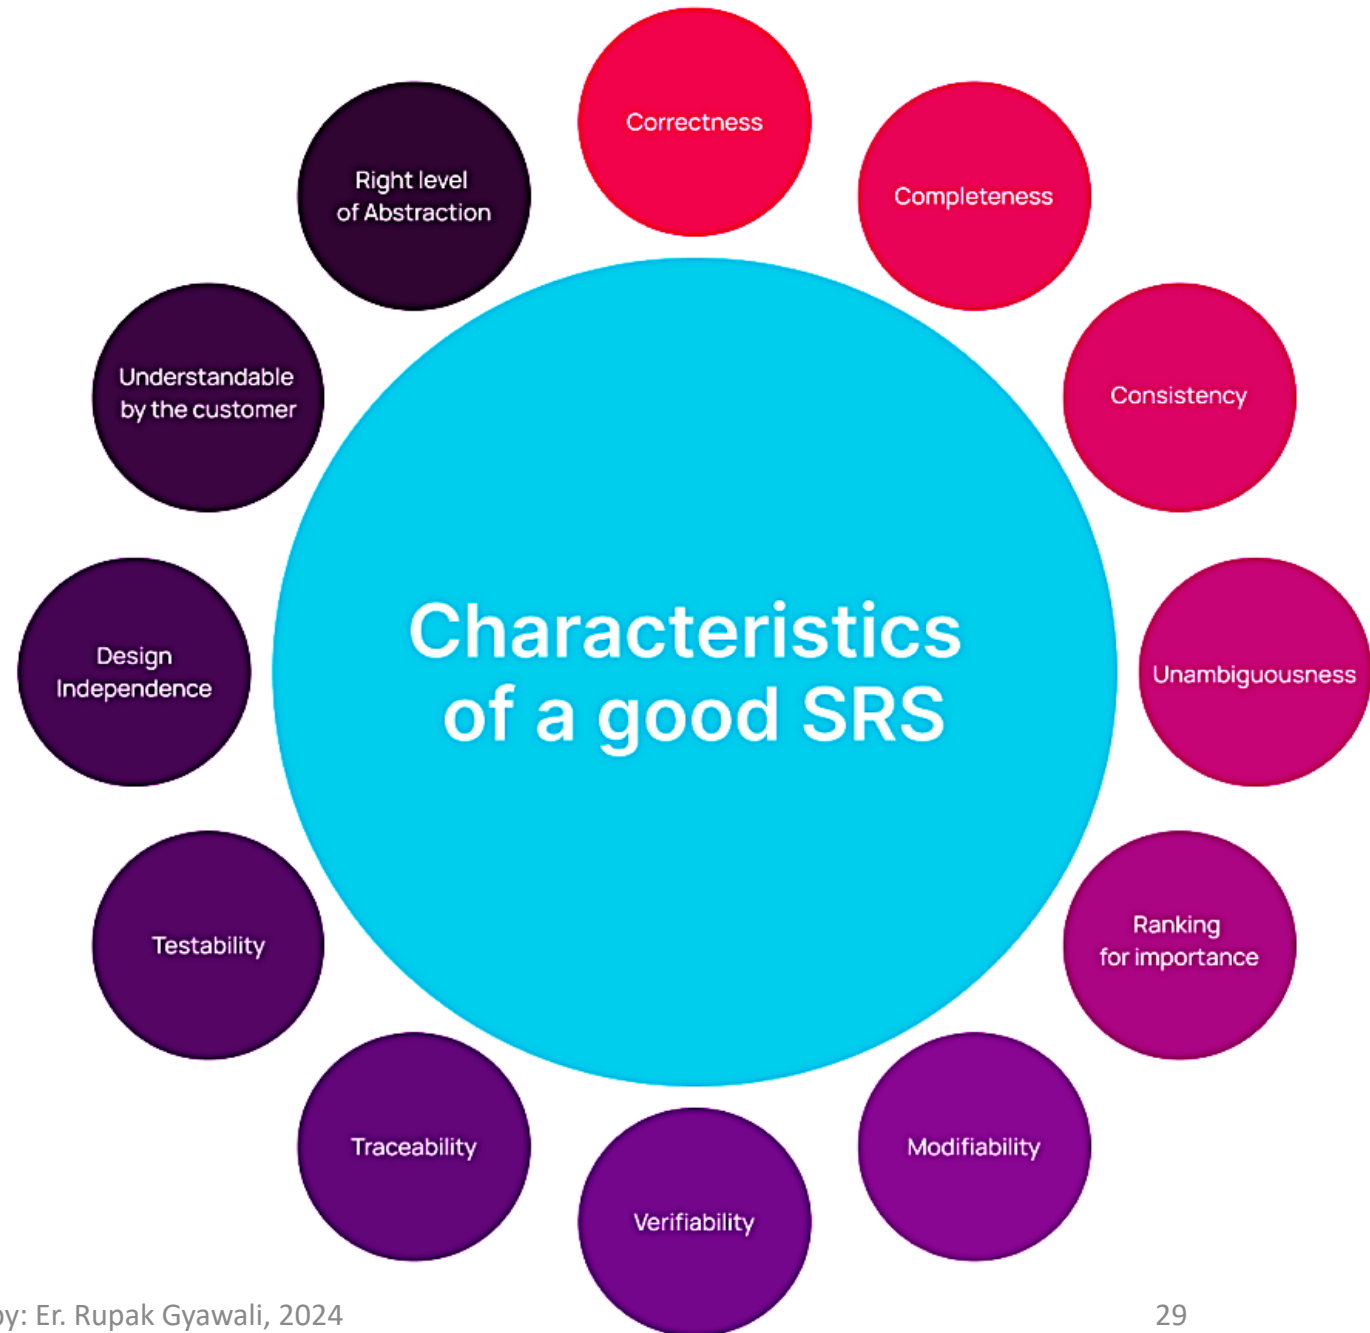 Characteristics
of a good SRS
Correctness
Completeness
Consistency
Unambiguousness
Ranking
for importance
Modifiability
Verifiability
Traceability
Testability
Design
Independence
Understandable
by the customer
Right level
of Abstraction
by: Er. Rupak Gyawali, 2024
29